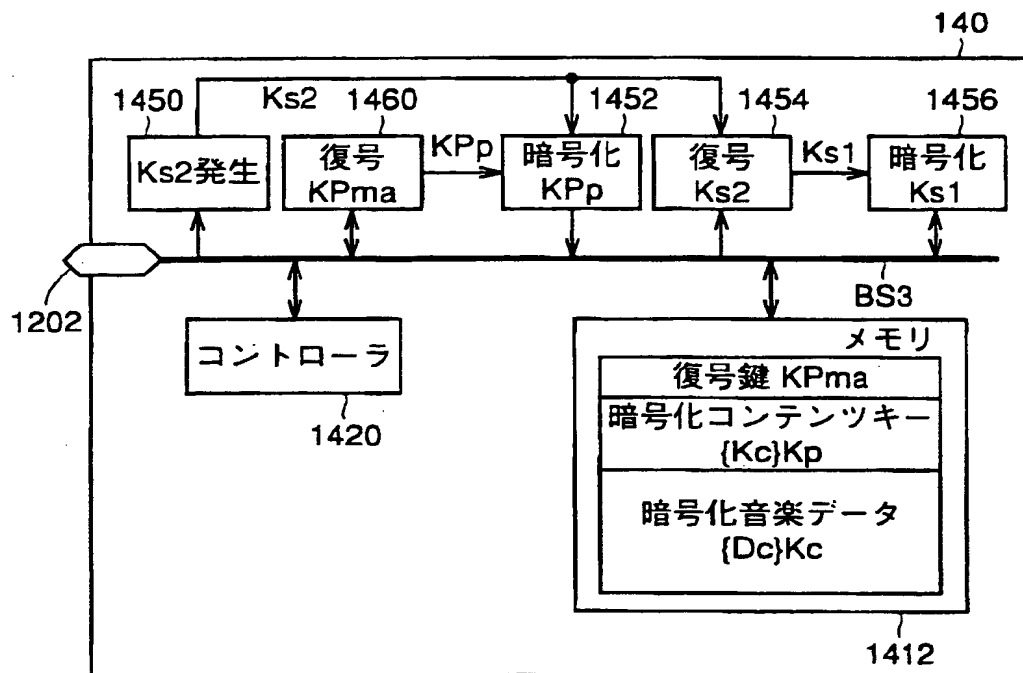 140
1450
Ks2
1460
1452
1454
1456
Ks2発生
復号
KPma
KPp
暗号化
KPp
復号
Ks2
Ks1
暗号化
Ks1
1202
BS3
コントローラ
1420
メモリ
復号鍵 KPma
暗号化コンテンツキー
{Kc}Kp
暗号化音楽データ
{Dc}Kc
1412